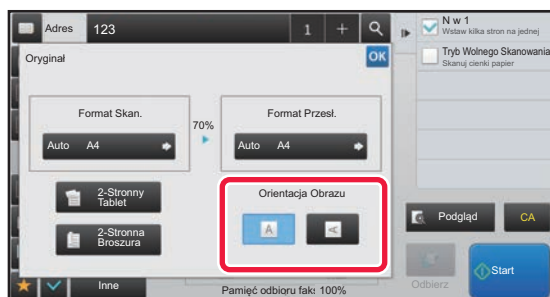 Adres 123 1 +
Oryginał
OK
Format Skan.
Auto A4
70%
Format Przesł.
Auto A4
2-Stronny
Tablet
2-Stronna
Broszura
Orientacja Obrazu
A
A
Inne
Pamięć odbioru fak: 100%
N w 1
Wstaw kilka stron na jednej
Tryb Wolnego Skanowania
Skanuj cienki papier
Podgląd
CA
Odbierz
Start